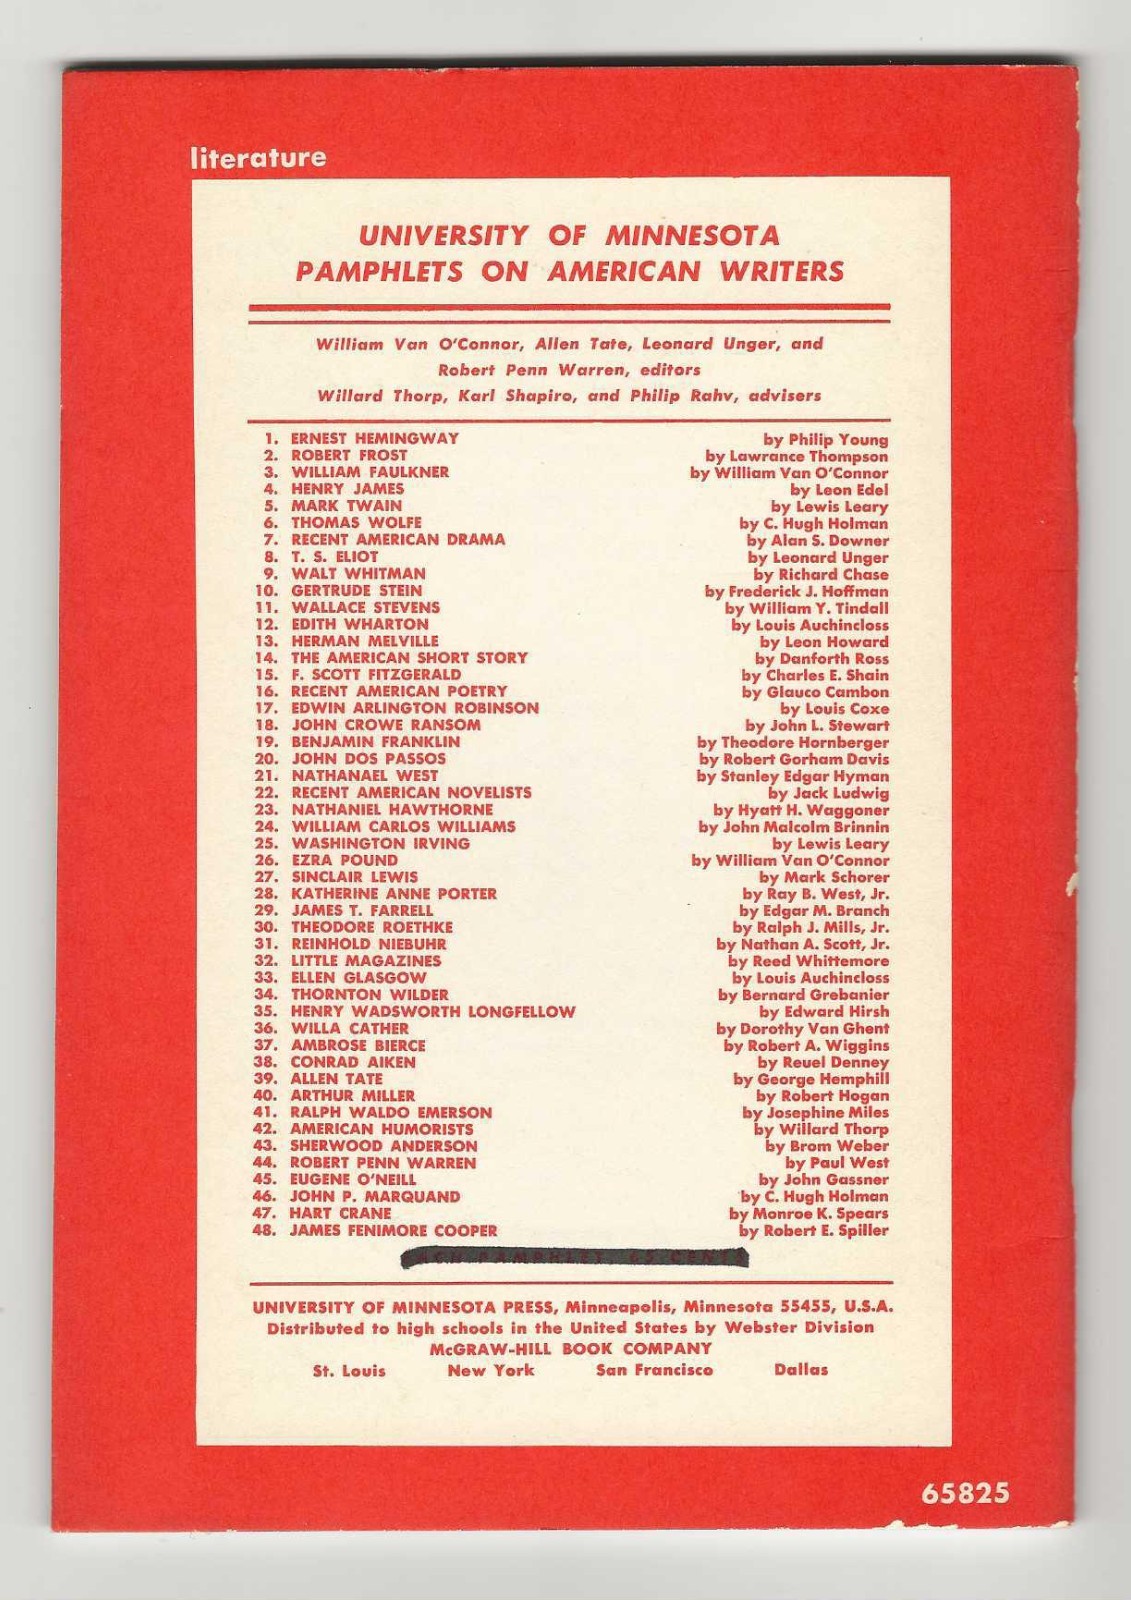 literature
UNIVERSITY OF MINNESOTA
PAMPHLETS ON AMERICAN WRITERS
William Van O'Connor, Allen Tate, Leonard Unger, and
Robert Penn Warren, editors
Willard Thorp, Karl Shapiro, and Philip Rahv, advisers
1. ERNEST HEMINGWAY by Philip Young
2. ROBERT FROST by Lawrance Thompson
3. WILLIAM FAULKNER by William Van O'Connor
4. HENRY JAMES by Leon Edel
5. MARK TWAIN by Lewis Leary
6. THOMAS WOLFE by C. Hugh Holman
7. RECENT AMERICAN DRAMA by Alan S. Downer
8. T. S. ELIOT by Leonard Unger
9. WALT WHITMAN by Richard Chase
10. GERTRUDE STEIN by Frederick J. Hoffman
11. WALLACE STEVENS by William Y. Tindall
12. EDITH WHARTON by Louis Auchincloss
13. HERMAN MELVILLE by Leon Howard
14. THE AMERICAN SHORT STORY by Danforth Ross
15. F. SCOTT FITZGERALD by Charles E. Shain
16. RECENT AMERICAN POETRY by Glauco Cambon
17. EDWIN ARLINGTON ROBINSON by Louis Coxe
18. JOHN CROWE RANSOM by John L. Stewart
19. BENJAMIN FRANKLIN by Theodore Hornberger
20. JOHN DOS PASSOS by Robert Gorham Davis
21. NATHANAEL WEST by Stanley Edgar Hyman
22. RECENT AMERICAN NOVELISTS by Jack Ludwig
23. NATHANIEL HAWTHORNE by Hyatt H. Waggoner
24. WILLIAM CARLOS WILLIAMS by John Malcolm Brinnin
25. WASHINGTON IRVING by Lewis Leary
26. EZRA POUND by William Van O'Connor
27. SINCLAIR LEWIS by Mark Schorer
28. KATHERINE ANNE PORTER by Ray B. West, Jr.
29. JAMES T. FARRELL by Edgar M. Branch
30. THEODORE ROETHKE by Ralph J. Mills, Jr.
31. REINHOLD NIEBUHR by Nathan A. Scott, Jr.
32. LITTLE MAGAZINES by Reed Whittemore
33. ELLEN GLASGOW by Louis Auchincloss
34. THORNTON WILDER by Bernard Grebanier
35. HENRY WADSWORTH LONGFELLOW by Edward Hirsh
36. WILLA CATHER by Dorothy Van Ghent
37. AMBROSE BIERCE by Robert A. Wiggins
38. CONRAD AIKEN by Reuel Denney
39. ALLEN TATE by George Hemphill
40. ARTHUR MILLER by Robert Hogan
41. RALPH WALDO EMERSON by Josephine Miles
42. AMERICAN HUMORISTS by Willard Thorp
43. SHERWOOD ANDERSON by Brom Weber
44. ROBERT PENN WARREN by Paul West
45. EUGENE O'NEILL by John Gassner
46. JOHN P. MARQUAND by C. Hugh Holman
47. HART CRANE by Monroe K. Spears
48. JAMES FENIMORE COOPER by Robert E. Spiller
UNIVERSITY OF MINNESOTA PRESS, Minneapolis, Minnesota 55455, U.S.A.
Distributed to high schools in the United States by Webster Division
McGRAW-HILL BOOK COMPANY
St. Louis New York San Francisco Dallas
65825